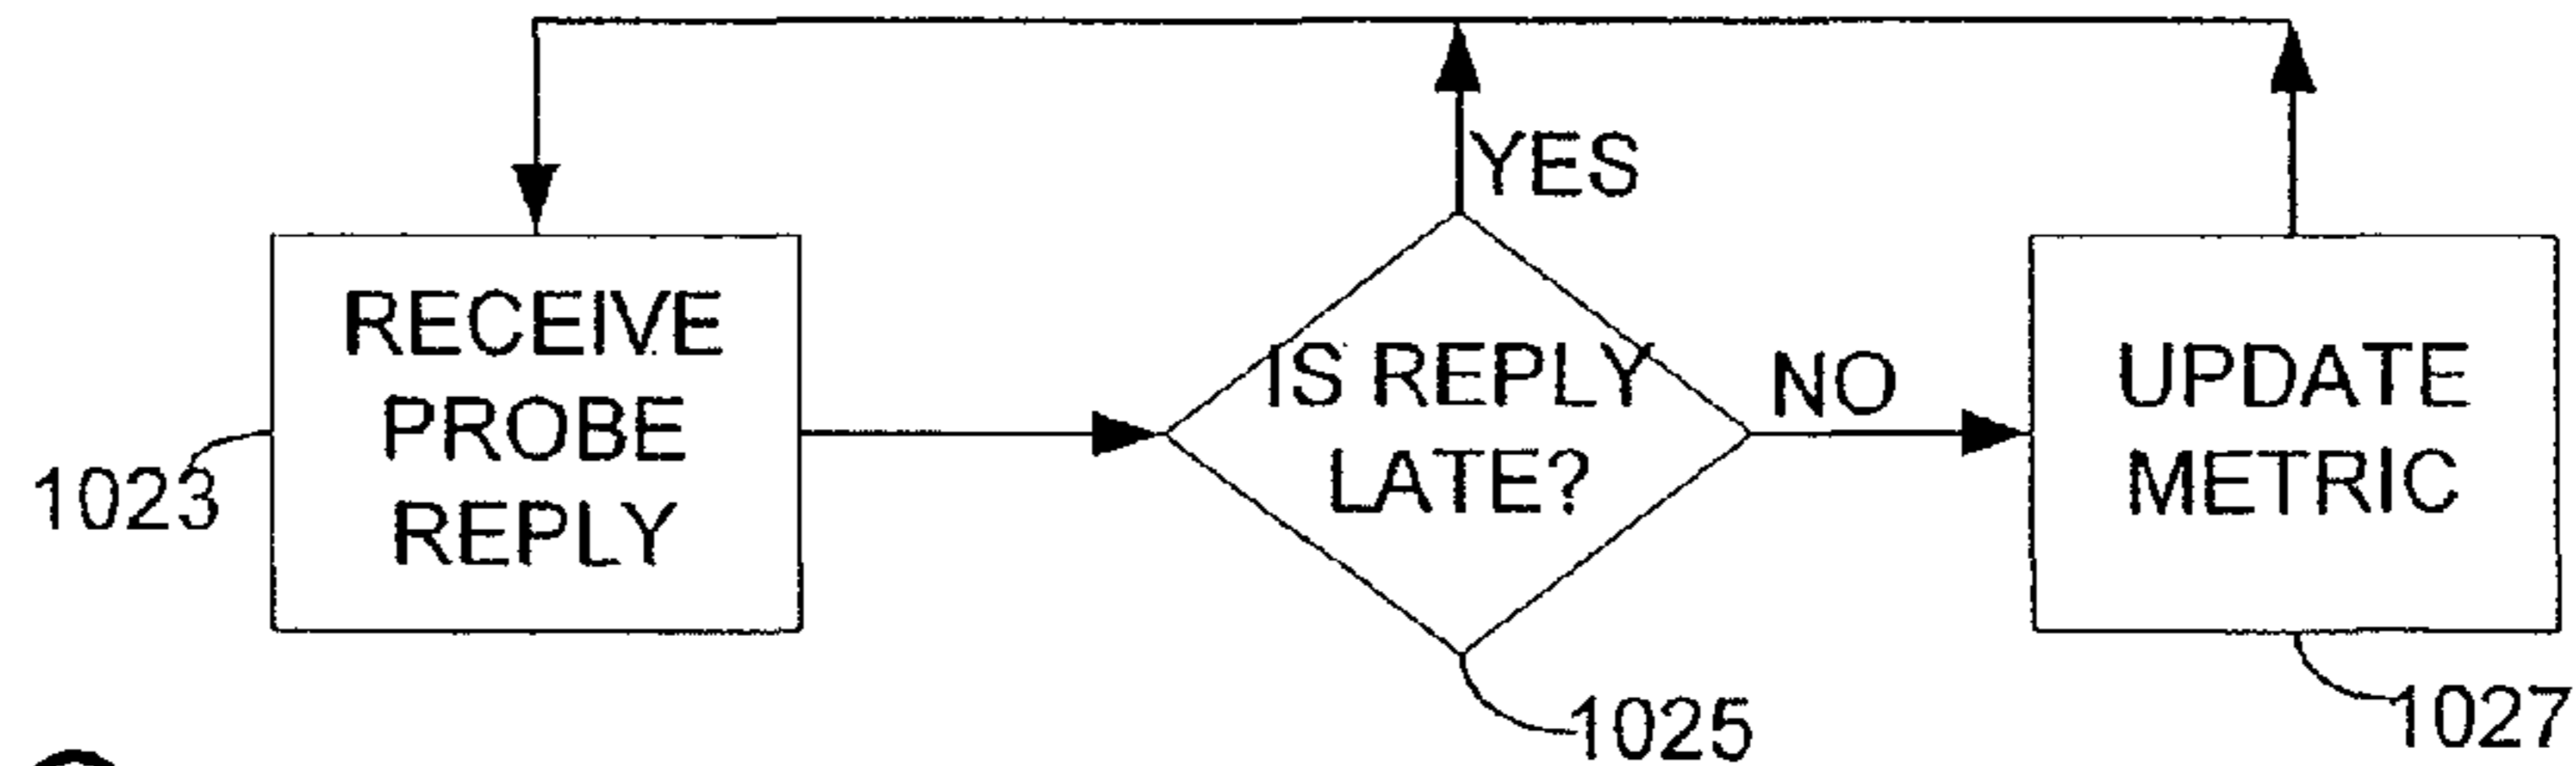 YES
RECEIVE
PROBE
REPLY
IS REPLY
LATE?
NO
UPDATE
METRIC
1023
1025
1027